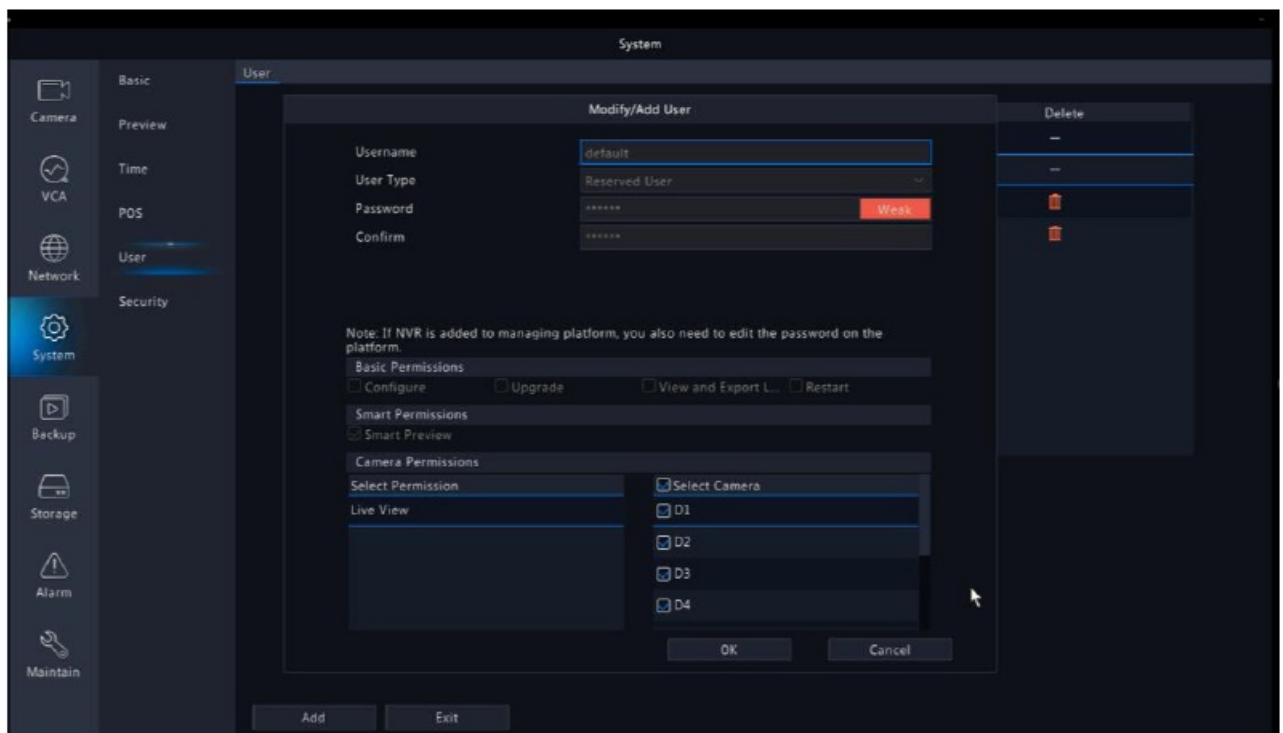 System
Camera
VCA
Network
System
Backup
Storage
Alarm
Maintain
Basic
Preview
Time
POS
User
Security
User
Modify/Add User
Delete
Username
default
User Type
Reserved User
Password
******
Weak
Confirm
******
Note: If NVR is added to managing platform, you also need to edit the password on the
platform.
Basic Permissions
Configure Upgrade View and Export L... Restart
Smart Permissions
Smart Preview
Camera Permissions
Select Permission
Live View
Select Camera
D1
D2
D3
D4
OK Cancel
Add Exit